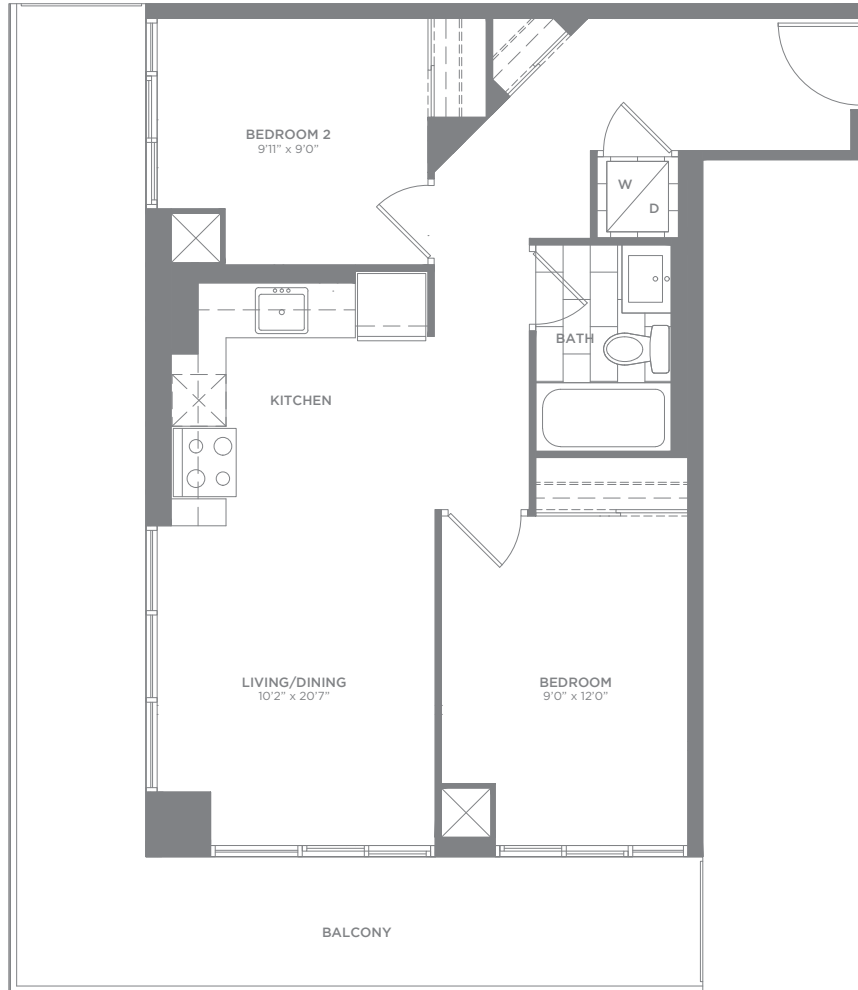 BEDROOM 2
9'11" x 9'0"
W
D
BATH
KITCHEN
LIVING/DINING
10'2" x 20'7"
BEDROOM
9'0" x 12'0"
BALCONY